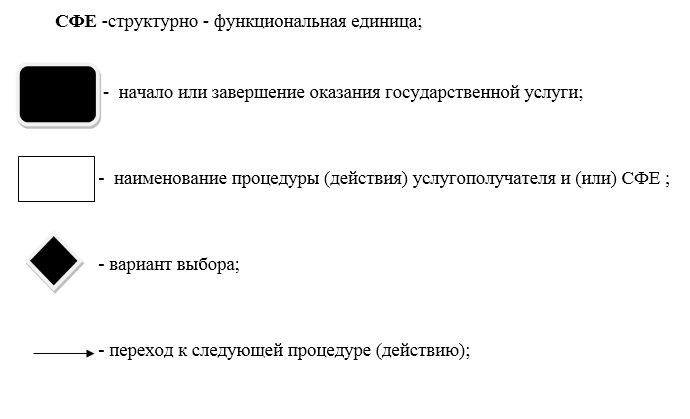 СФЕ -структурно - функциональная единица;
- начало или завершение оказания государственной услуги;
- наименование процедуры (действия) услугополучателя и (или) СФЕ ;
- вариант выбора;
- переход к следующей процедуре (действию);